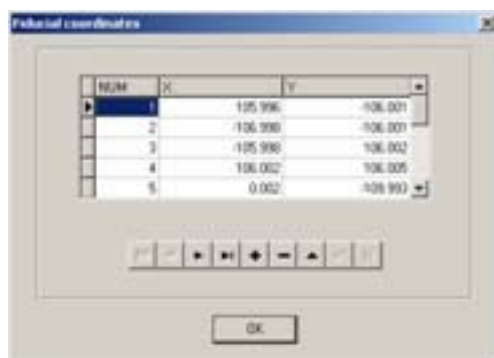 Fiducial coordinates
NUM X Y
1 105.996 -106.001
2 -106.998 -106.001
3 -105.998 106.002
4 106.002 106.005
5 0.002 -109.993
OK